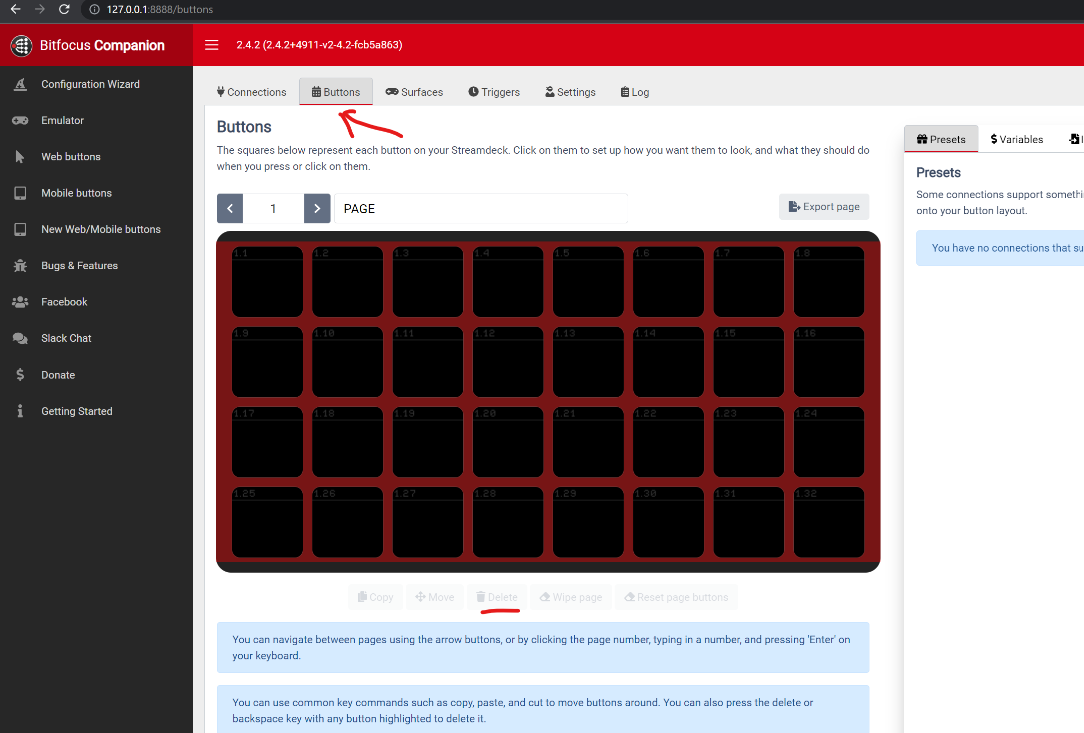 127.0.0.1:8888/buttons
Bitfocus Companion
2.4.2 (2.4.2+4911-v2-4.2-fcb5a863)
Configuration Wizard
Emulator
Web buttons
Mobile buttons
New Web/Mobile buttons
Bugs & Features
Facebook
Slack Chat
Donate
Getting Started
Connections Buttons Surfaces Triggers Settings Log
Buttons
The squares below represent each button on your Streamdeck. Click on them to set up how you want them to look, and what they should do
when you press or click on them.
1 PAGE Export page
1.1 1.2 1.3 1.4 1.5 1.6 1.7 1.8
1.9 1.10 1.11 1.12 1.13 1.14 1.15 1.16
1.17 1.18 1.19 1.20 1.21 1.22 1.23 1.24
1.25 1.26 1.27 1.28 1.29 1.30 1.31 1.32
Copy Move Delete Wipe page Reset page buttons
You can navigate between pages using the arrow buttons, or by clicking the page number, typing in a number, and pressing 'Enter' on
your keyboard.
You can use common key commands such as copy, paste, and cut to move buttons around. You can also press the delete or
backspace key with any button highlighted to delete it.
Presets $ Variables
Presets
Some connections support somethi
onto your button layout.
You have no connections that su